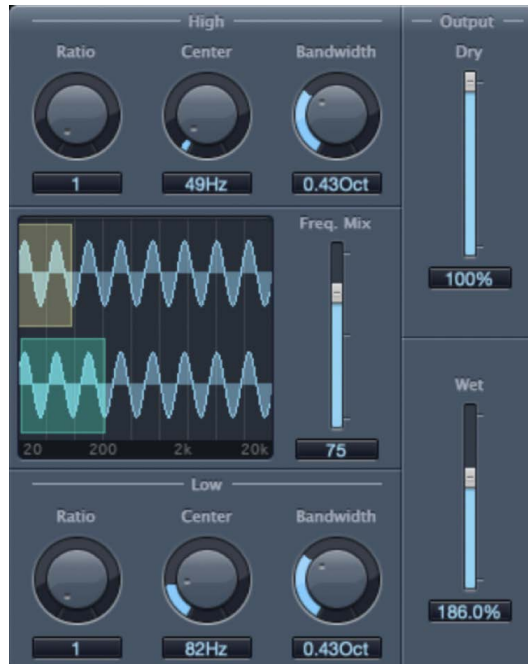 High
Ratio
Center
Bandwidth
1
49Hz
0.43Oct
Output
Dry
100%
Freq. Mix
75
20 200 2k 20k
Wet
186.0%
Low
Ratio
Center
Bandwidth
1
82Hz
0.43Oct